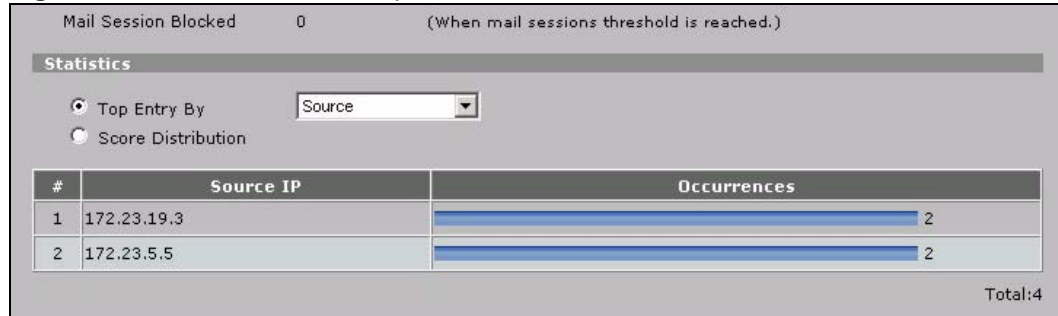 Mail Session Blocked 0 (When mail sessions threshold is reached.)
Statistics
Top Entry By Source
Score Distribution
# Source IP Occurrences
1 172.23.19.3 2
2 172.23.5.5 2
Total:4